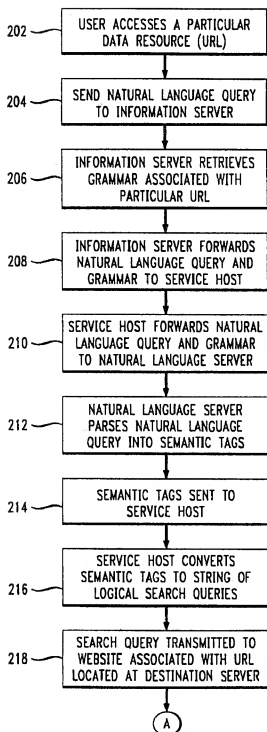 202
USER ACCESSES A PARTICULAR
DATA RESOURCE (URL)
204
SEND NATURAL LANGUAGE QUERY
TO INFORMATION SERVER
206
INFORMATION SERVER RETRIEVES
GRAMMAR ASSOCIATED WITH
PARTICULAR URL
208
INFORMATION SERVER FORWARDS
NATURAL LANGUAGE QUERY AND
GRAMMAR TO SERVICE HOST
210
SERVICE HOST FORWARDS NATURAL
LANGUAGE QUERY AND GRAMMAR
TO NATURAL LANGUAGE SERVER
212
NATURAL LANGUAGE SERVER
PARSES NATURAL LANGUAGE
QUERY INTO SEMANTIC TAGS
214
SEMANTIC TAGS SENT TO
SERVICE HOST
216
SERVICE HOST CONVERTS
SEMANTIC TAGS TO STRING OF
LOGICAL SEARCH QUERIES
218
SEARCH QUERY TRANSMITTED TO
WEBSITE ASSOCIATED WITH URL
LOCATED AT DESTINATION SERVER
A